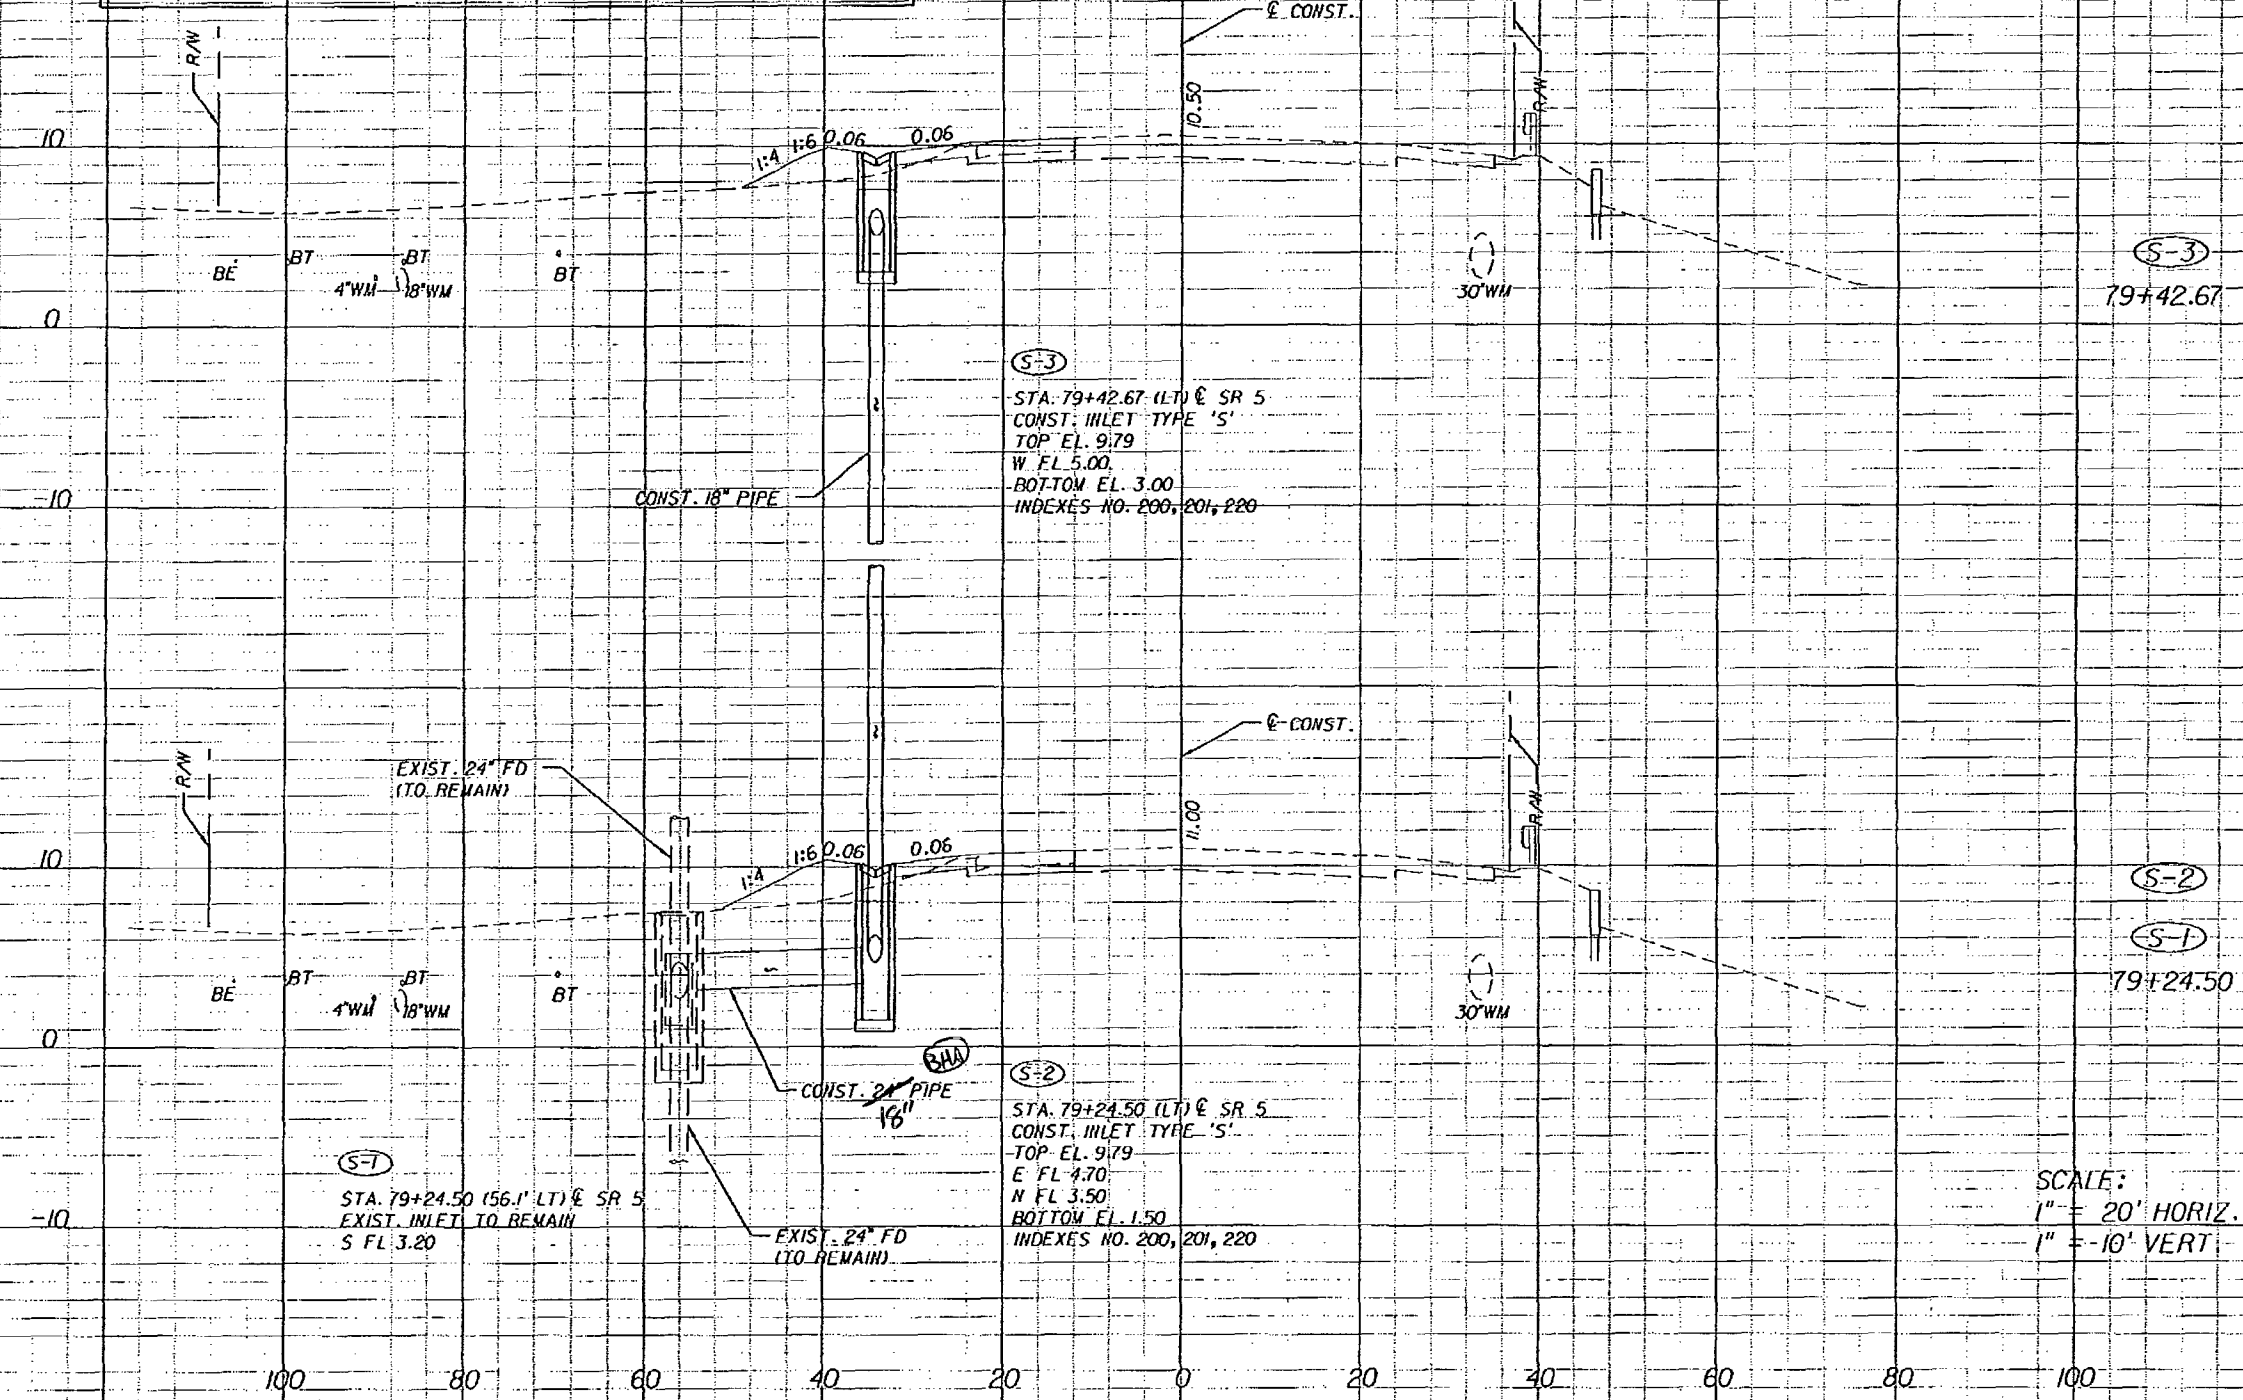 ℄ CONST.
R/W
10.50
R/W
10
1:4
1:6
0.06
0.06
BE
BT
BT
BT
4"WM
18"WM
30"WM
S-3
79+42.67
0
S-3
STA. 79+42.67 (LT) ℄ SR 5
CONST. INLET TYPE 'S'
TOP EL. 9.79
W FL 5.00
BOTTOM EL. 3.00
INDEXES NO. 200, 201, 220
-10
CONST. 18" PIPE
℄ CONST.
R/W
EXIST. 24" FD
(TO REMAIN)
11.00
R/W
10
1:4
1:6
0.06
0.06
S-2
S-1
79+24.50
BE
BT
BT
BT
4"WM
18"WM
30"WM
0
BHA
CONST. 24" PIPE
18"
S-2
STA. 79+24.50 (LT) ℄ SR 5
CONST. INLET TYPE 'S'
TOP EL. 9.79
E FL 4.70
N FL 3.50
BOTTOM EL. 1.50
INDEXES NO. 200, 201, 220
S-1
STA. 79+24.50 (56.1' LT) ℄ SR 5
EXIST. INLET TO REMAIN
S FL 3.20
-10
EXIST. 24" FD
(TO REMAIN)
SCALE:
1" = 20' HORIZ.
1" = 10' VERT
100 80 60 40 20 0 20 40 60 80 100